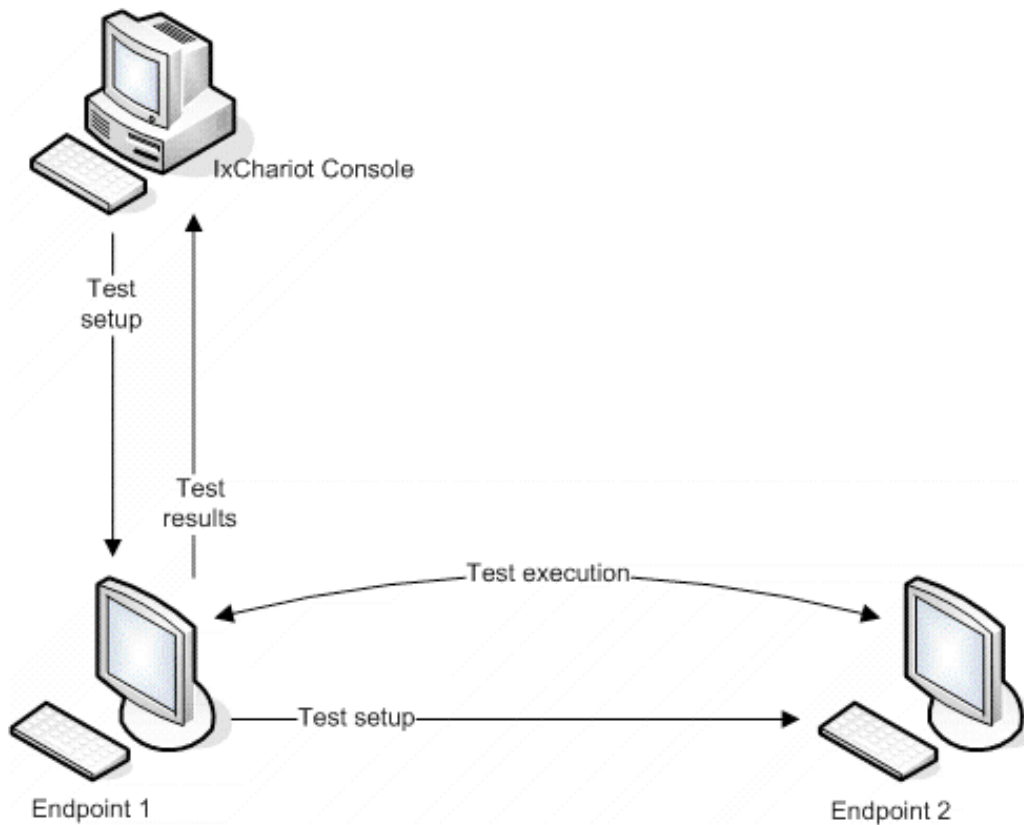 IxChariot Console
Test
setup
Test
results
Test execution
Test setup
Endpoint 1
Endpoint 2